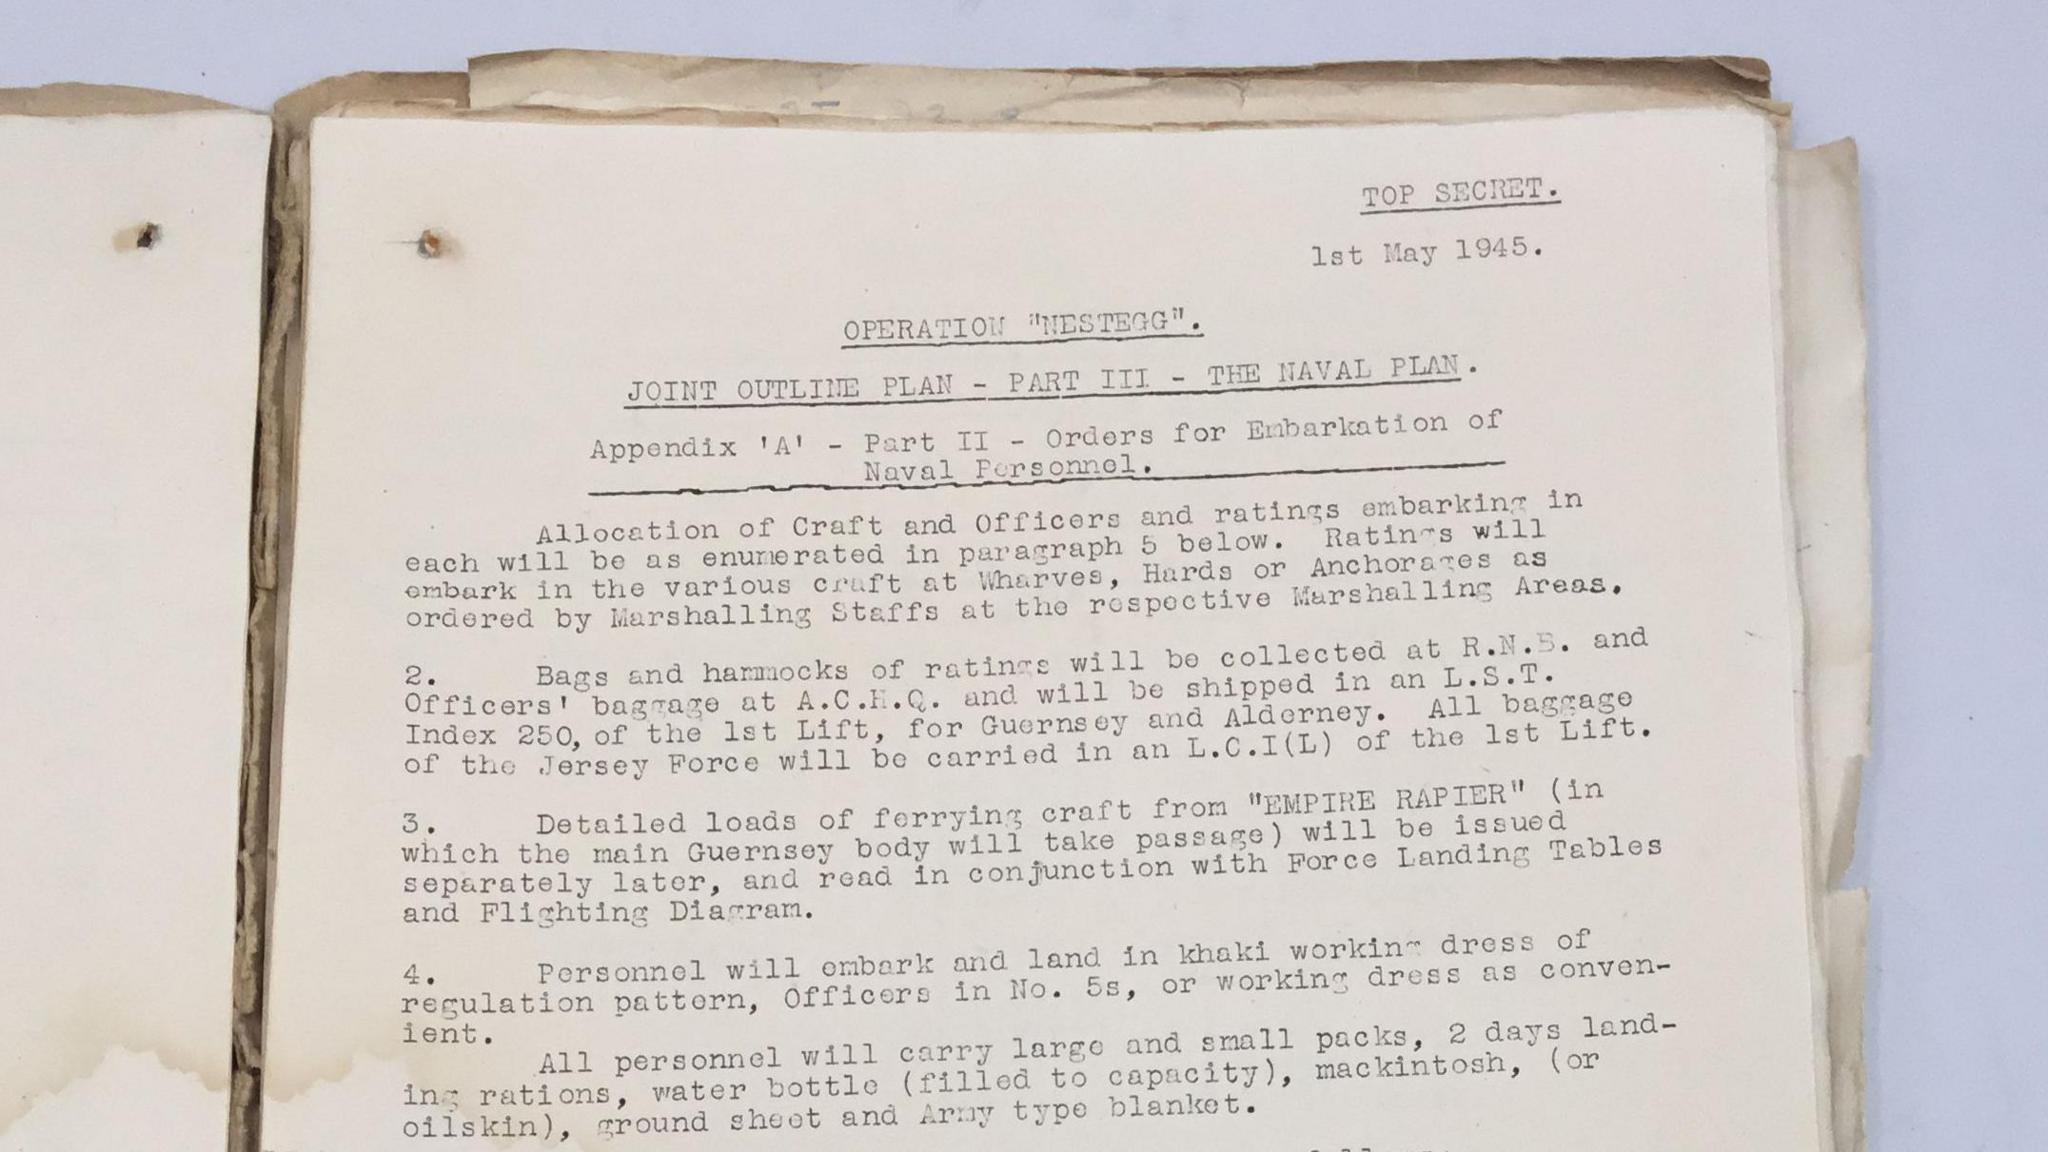 TOP SECRET.
1st May 1945.
OPERATION "NESTEGG".
JOINT OUTLINE PLAN - PART III - THE NAVAL PLAN.
Appendix 'A' - Part II - Orders for Embarkation of
Naval Personnel.
Allocation of Craft and Officers and ratings embarking in
each will be as enumerated in paragraph 5 below. Ratings will
embark in the various craft at Wharves, Hards or Anchorages as
ordered by Marshalling Staffs at the respective Marshalling Areas.
2. Bags and hammocks of ratings will be collected at R.N.B. and
Officers' baggage at A.C.H.Q. and will be shipped in an L.S.T.
Index 250, of the 1st Lift, for Guernsey and Alderney. All baggage
of the Jersey Force will be carried in an L.C.I(L) of the 1st Lift.
3. Detailed loads of ferrying craft from "EMPIRE RAPIER" (in
which the main Guernsey body will take passage) will be issued
separately later, and read in conjunction with Force Landing Tables
and Flighting Diagram.
4. Personnel will embark and land in khaki working dress of
regulation pattern, Officers in No. 5s, or working dress as conven-
ient.
All personnel will carry large and small packs, 2 days land-
ing rations, water bottle (filled to capacity), mackintosh, (or
oilskin), ground sheet and Army type blanket.